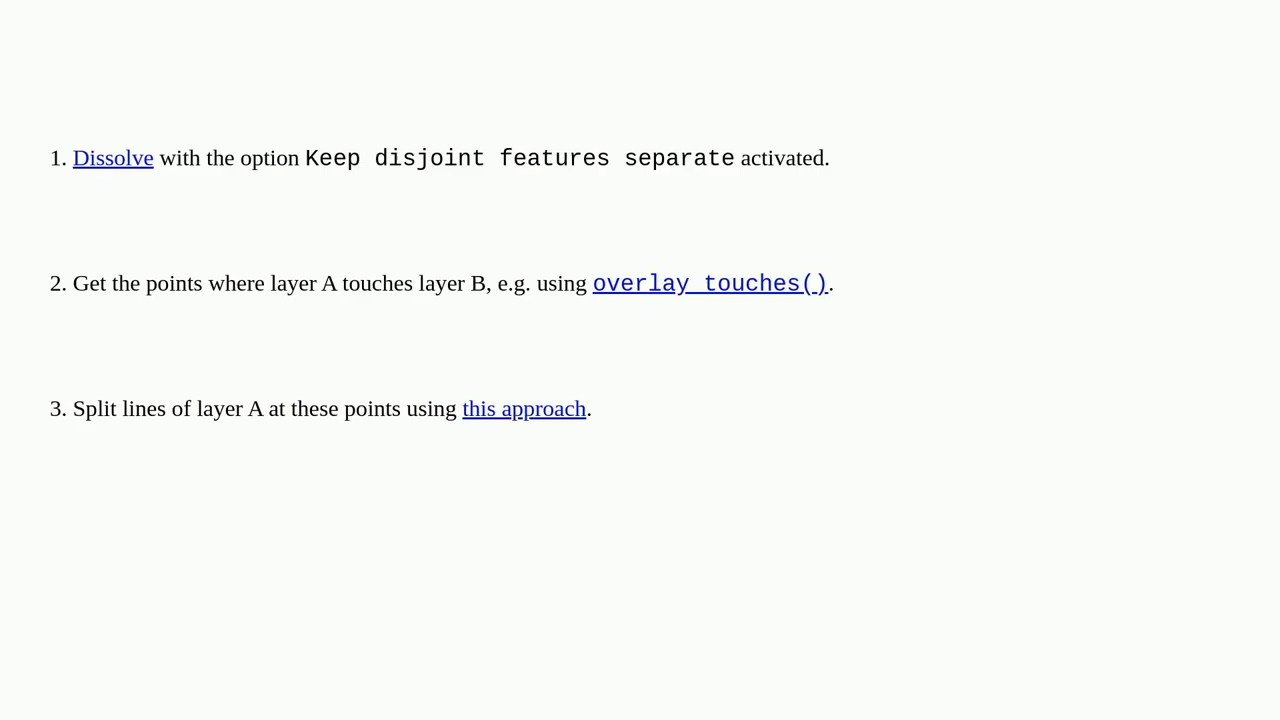 1. Dissolve with the option Keep disjoint features separate activated.
2. Get the points where layer A touches layer B, e.g. using overlay_touches().
3. Split lines of layer A at these points using this approach.